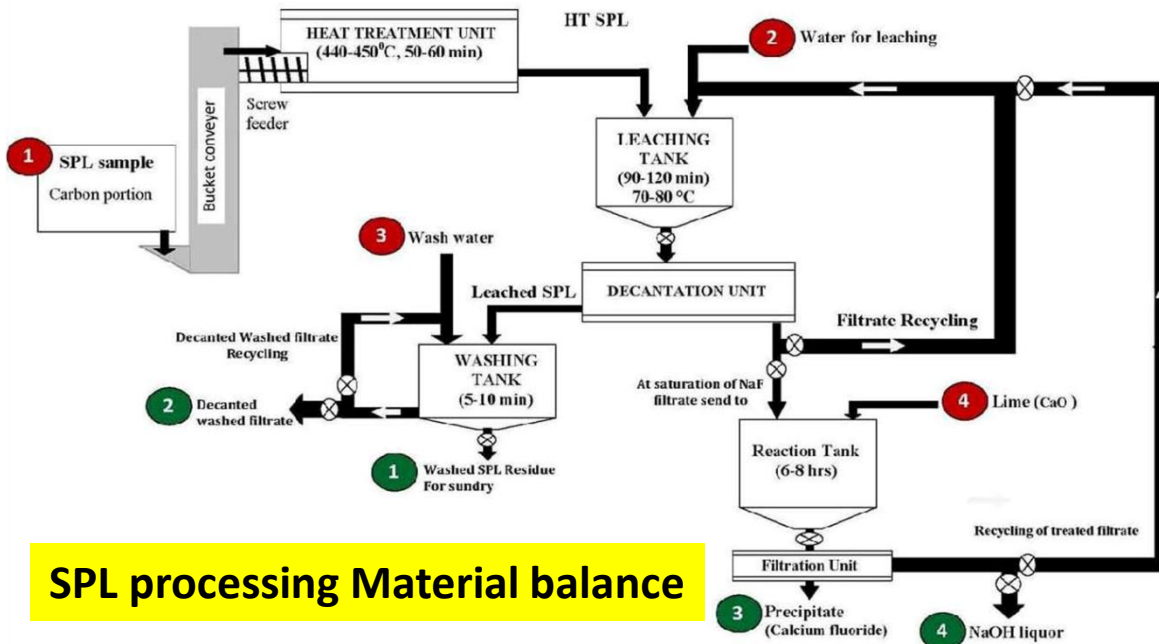 HT SPL
HEAT TREATMENT UNIT
(440-450⁰C, 50-60 min)
2
Water for leaching
Screw
feeder
Bucket conveyer
1
SPL sample
Carbon portion
LEACHING
TANK
(90-120 min)
70-80 °C
3
Wash water
Leached SPL
DECANTATION UNIT
Filtrate Recycling
Decanted Washed filtrate
Recycling
WASHING
TANK
(5-10 min)
At saturation of NaF
filtrate send to
2
Decanted
washed filtrate
4
Lime (CaO )
1
Washed SPL Residue
For sundry
Reaction Tank
(6-8 hrs)
Recycling of treated filtrate
Filtration Unit
SPL processing Material balance
3
Precipitate
(Calcium fluoride)
4
NaOH liquor